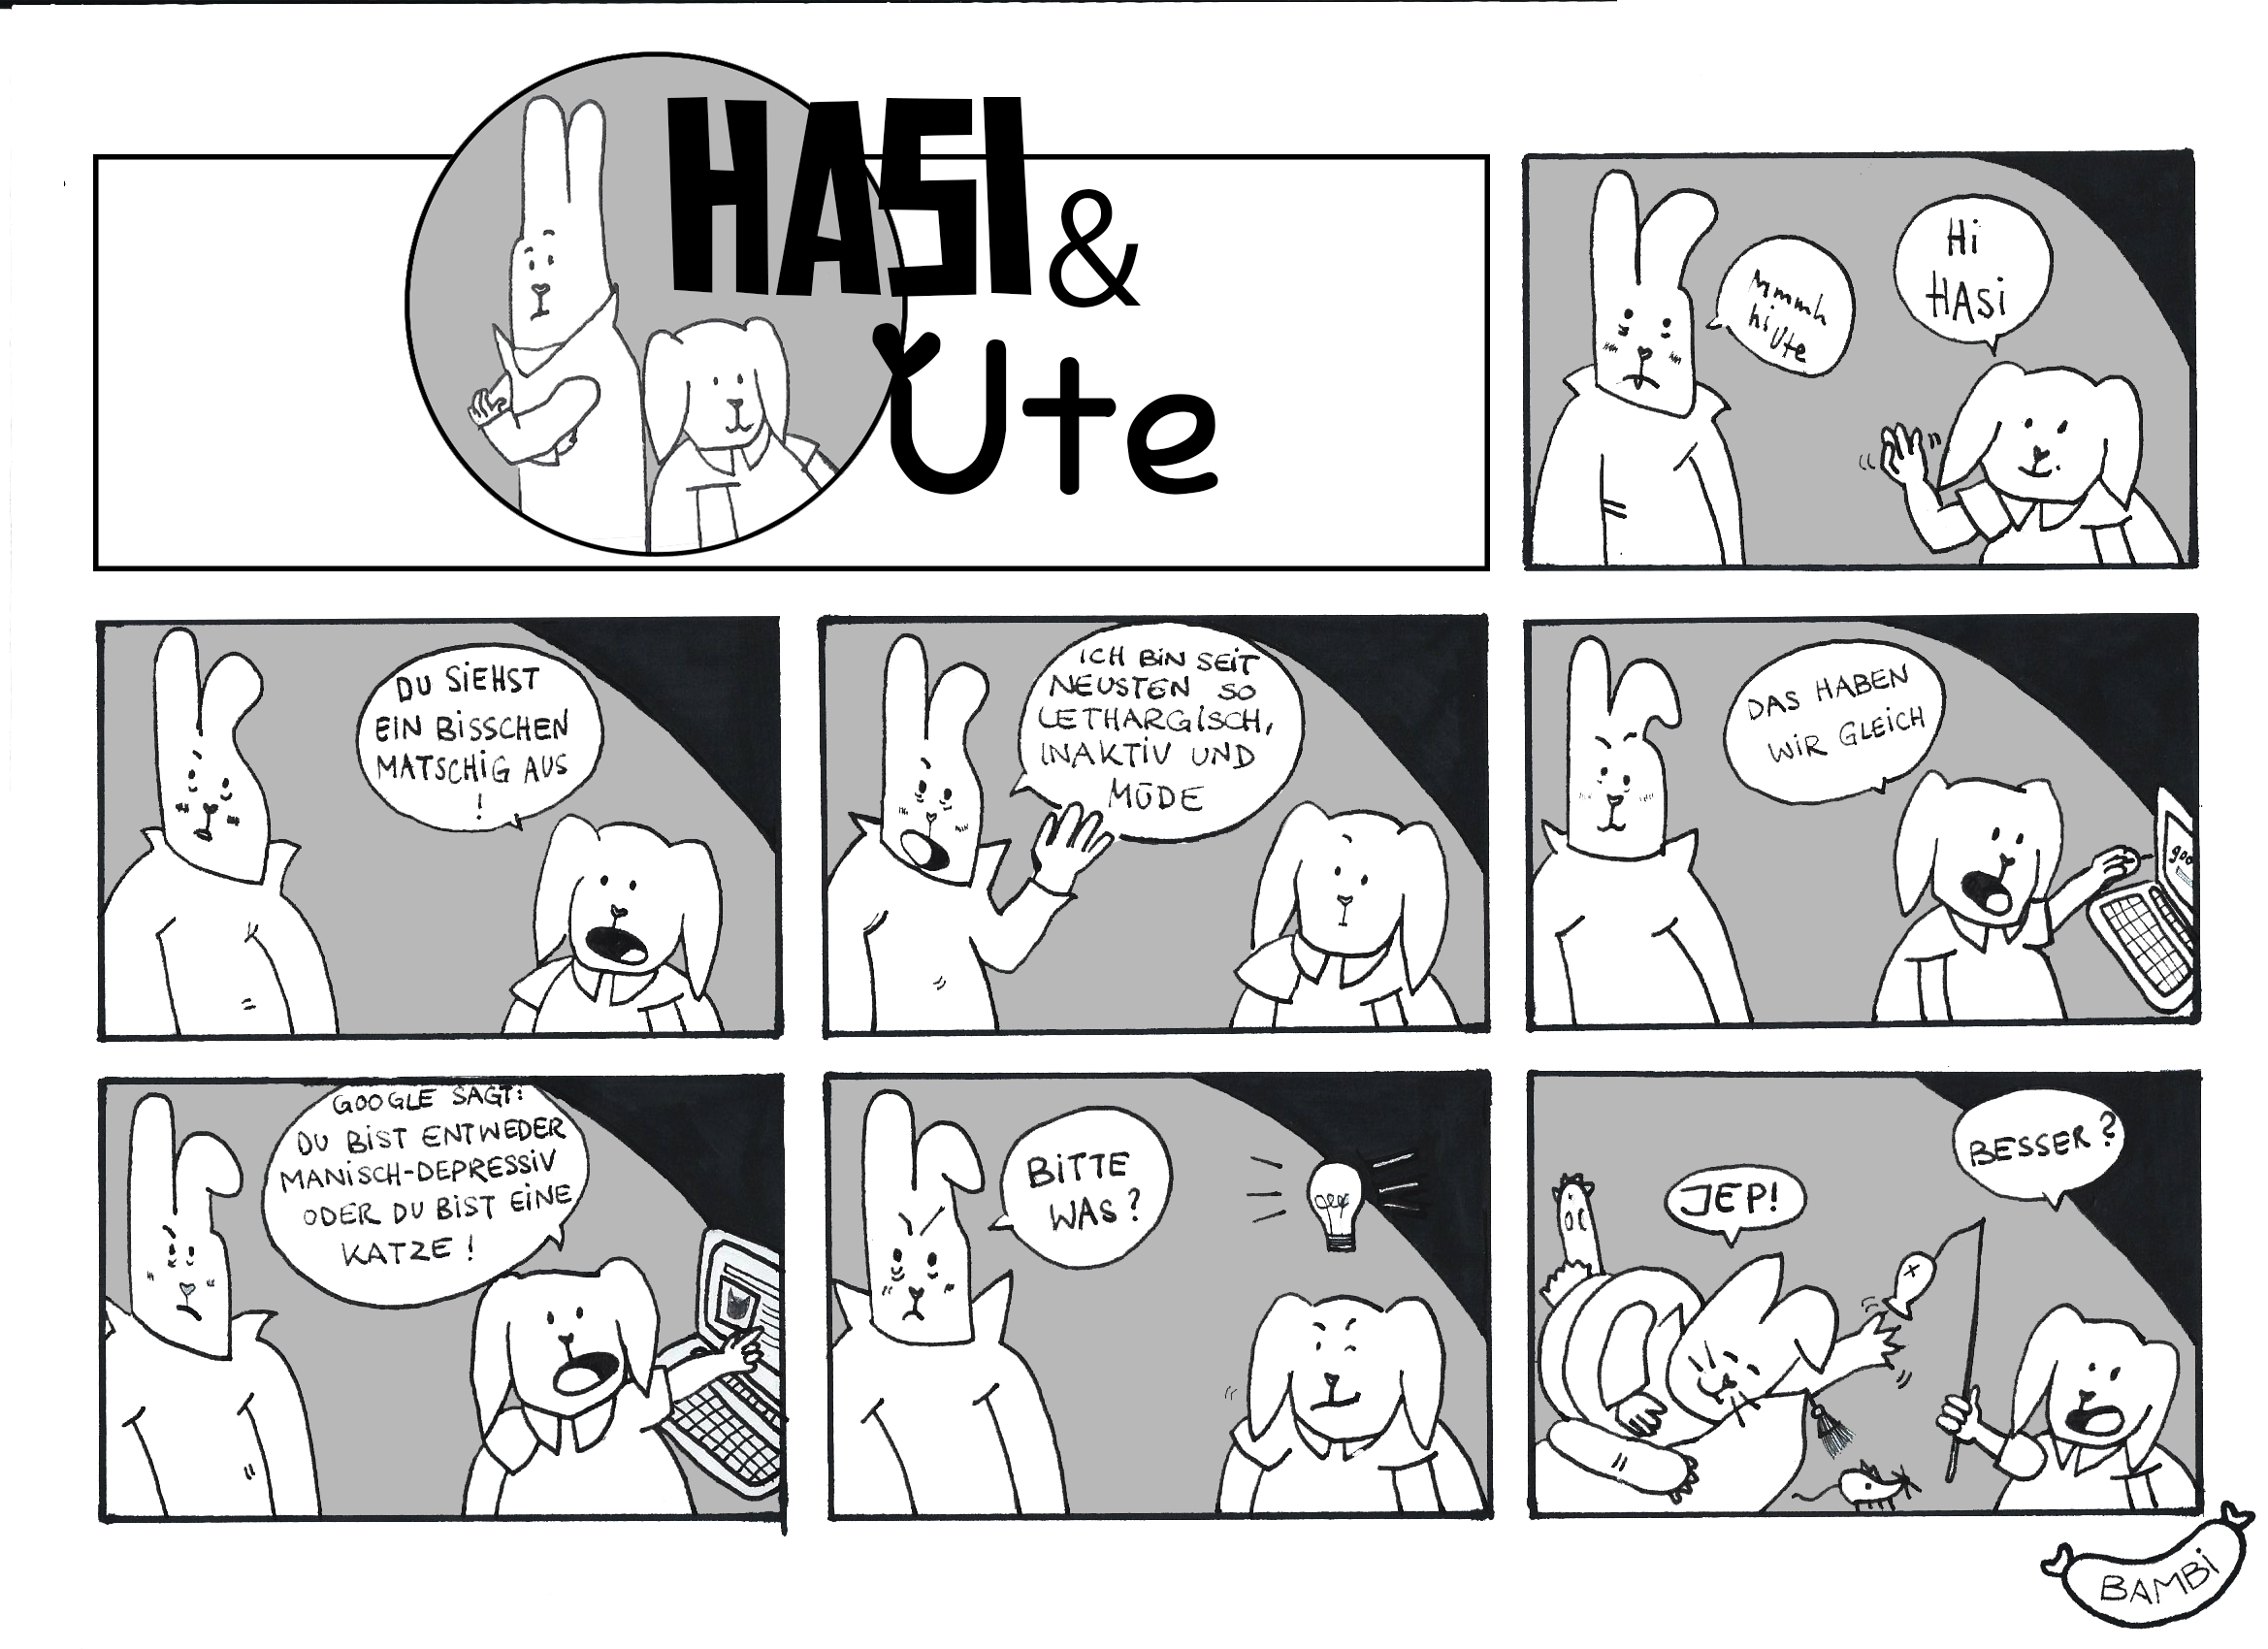 HASI &
Ute
Hi
HASi
Mmmh
hi Ute
DU SIEHST
EIN BISSCHEN
MATSCHIG AUS
!
ICH BIN SEIT
NEUSTEN SO
LETHARGISCH,
INAKTIV UND
MÜDE
DAS HABEN
WIR GLEICH
goo
GOOGLE SAGT:
DU BIST ENTWEDER
MANISCH-DEPRESSIV
ODER DU BIST EINE
KATZE!
BITTE
WAS?
BESSER?
JEP!
BAMBI